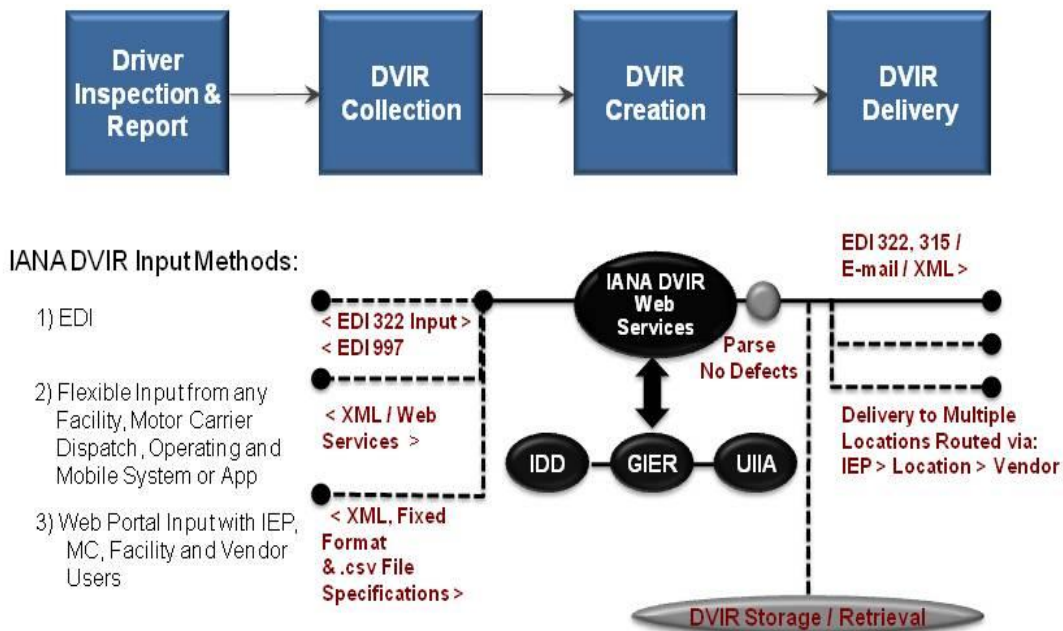 Driver
Inspection &
Report
DVIR
Collection
DVIR
Creation
DVIR
Delivery
IANA DVIR Input Methods:
1) EDI
2) Flexible Input from any
Facility, Motor Carrier
Dispatch, Operating and
Mobile System or App
3) Web Portal Input with IEP,
MC, Facility and Vendor
Users
< EDI 322 Input >
< EDI 997
< XML / Web
Services >
< XML, Fixed
Format
& .csv File
Specifications >
IANA DVIR
Web
Services
Parse
No Defects
IDD
GIER
UIIA
EDI 322, 315 /
E-mail / XML >
Delivery to Multiple
Locations Routed via:
IEP > Location > Vendor
DVIR Storage / Retrieval